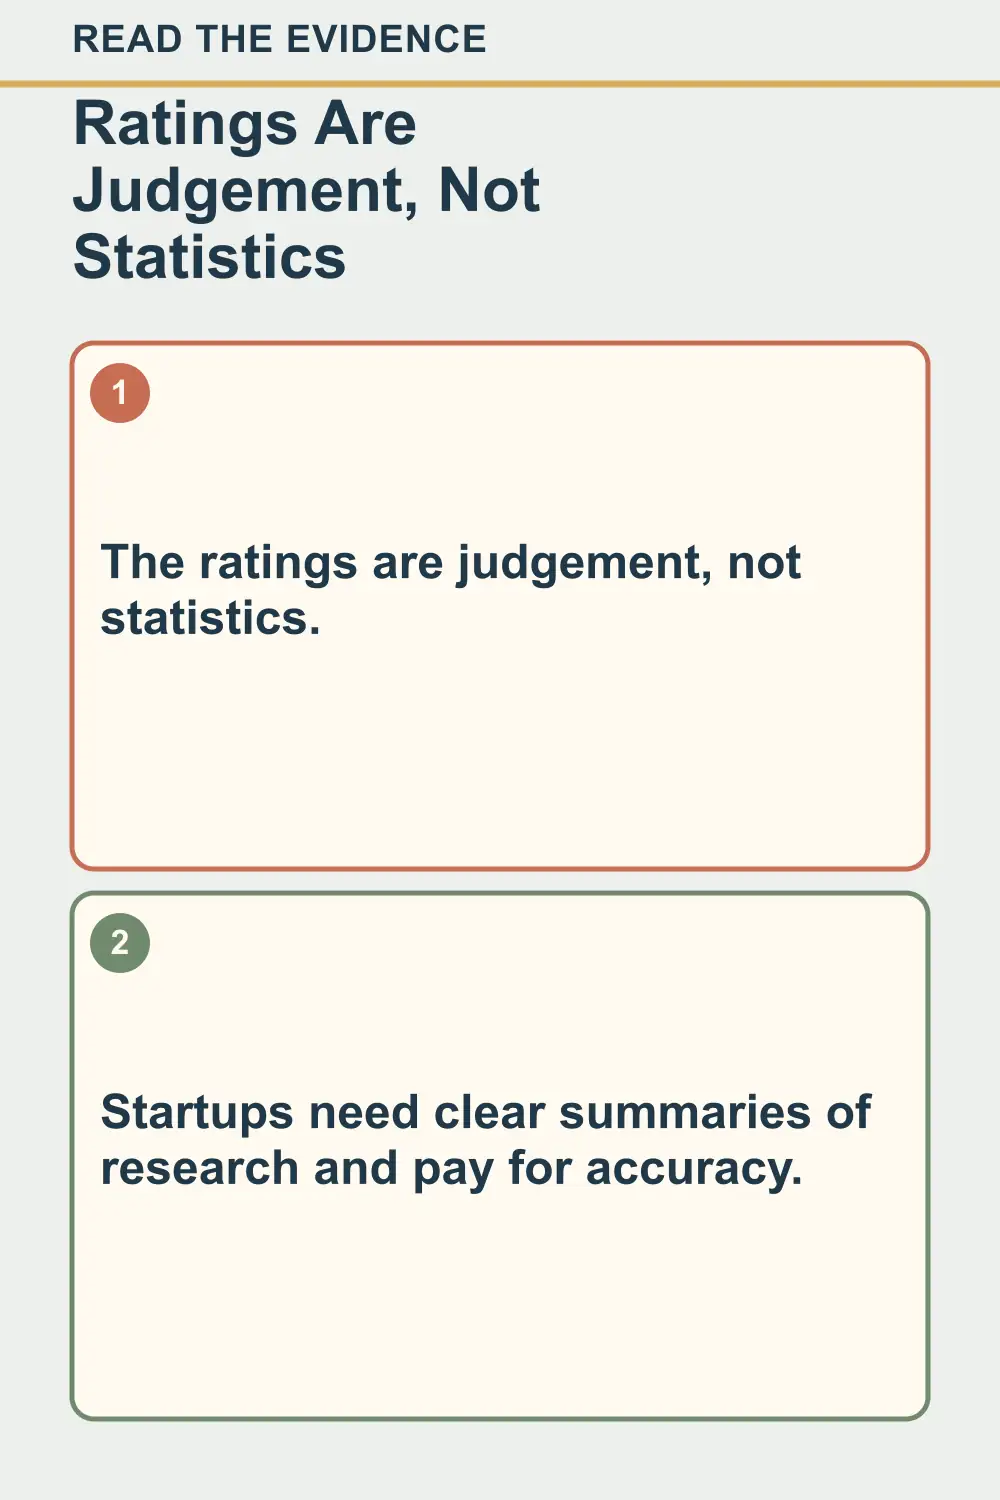 READ THE EVIDENCE
Ratings Are
Judgement, Not
Statistics
1
The ratings are judgement, not
statistics.
2
Startups need clear summaries of
research and pay for accuracy.